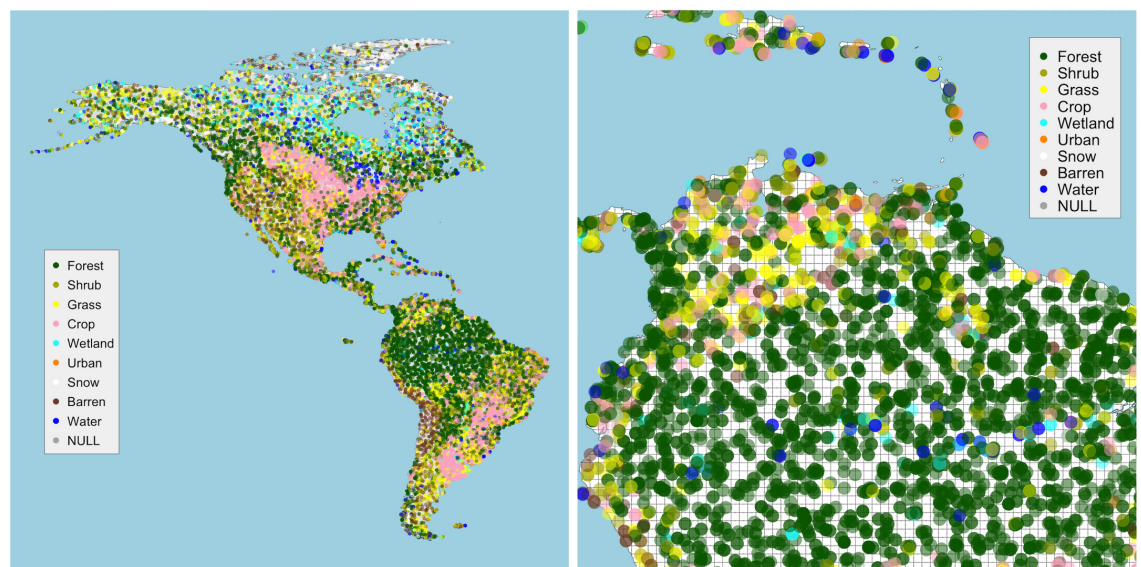 Forest
Shrub
Grass
Crop
Wetland
Urban
Snow
Barren
Water
NULL
Forest
Shrub
Grass
Crop
Wetland
Urban
Snow
Barren
Water
NULL